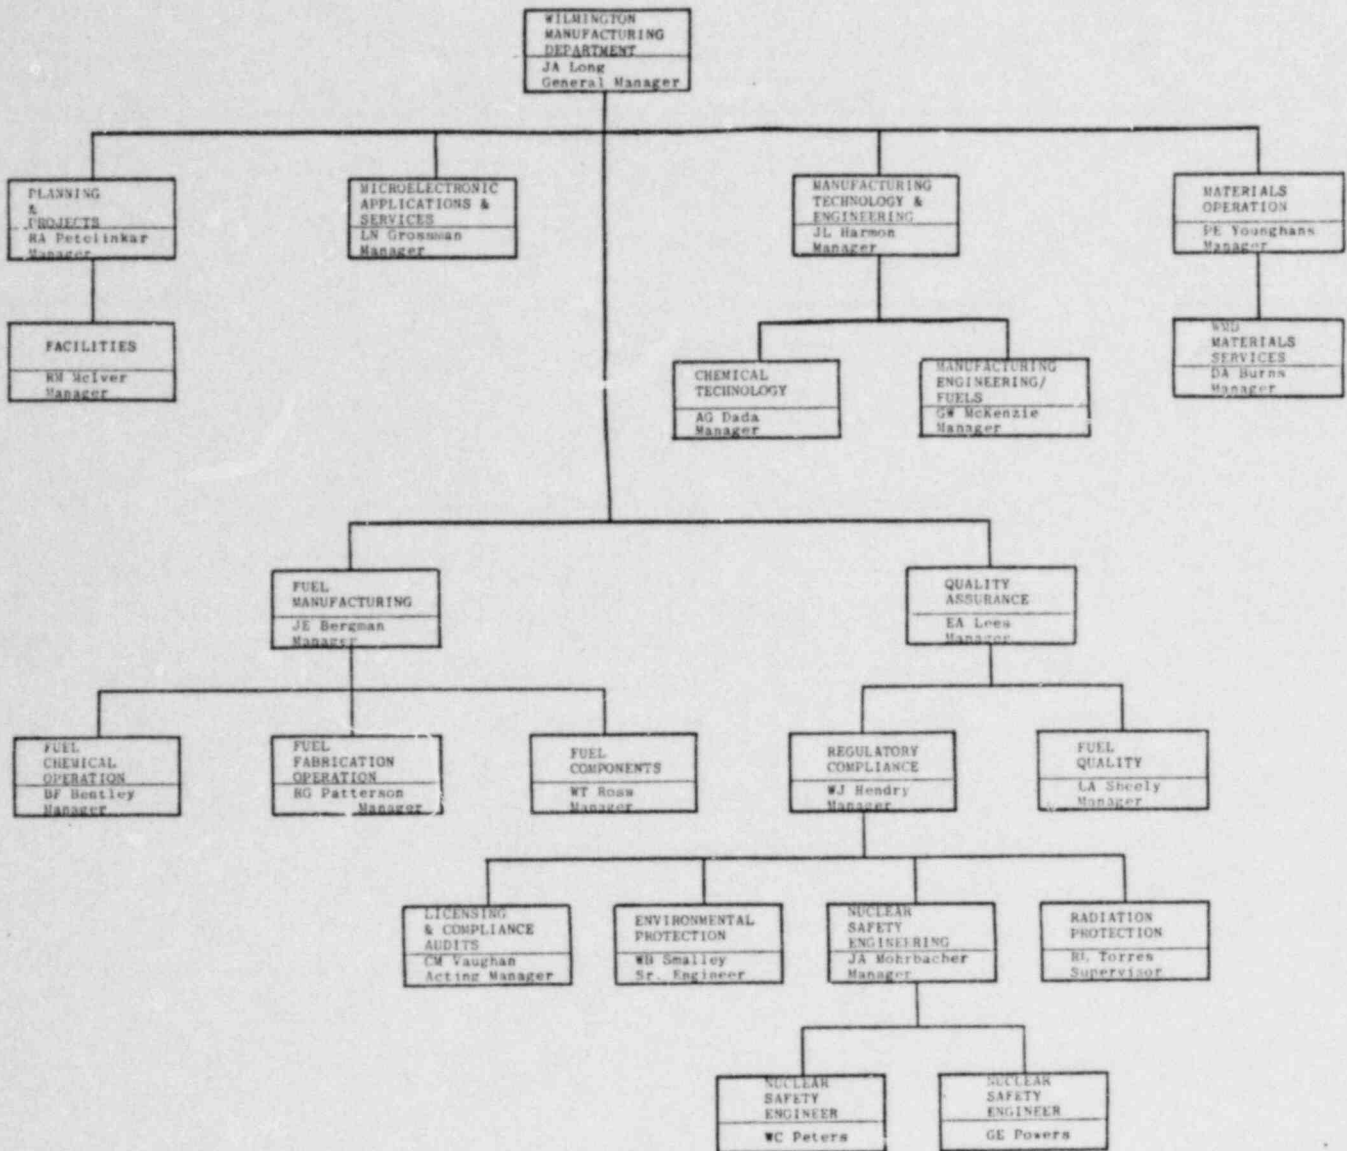 WILMINGTON
MANUFACTURING
DEPARTMENT
JA Long
General Manager
PLANNING
&
PROJECTS
RA Petelinkar
Manager
MICROELECTRONIC
APPLICATIONS &
SERVICES
LN Grossman
Manager
MANUFACTURING
TECHNOLOGY &
ENGINEERING
JL Harmon
Manager
MATERIALS
OPERATION
PE Younghans
Manager
FACILITIES
RM McIver
Manager
CHEMICAL
TECHNOLOGY
AG Dada
Manager
MANUFACTURING
ENGINEERING/
FUELS
GW McKenzie
Manager
WMD
MATERIALS
SERVICES
DA Burns
Manager
FUEL
MANUFACTURING
JE Bergman
Manager
QUALITY
ASSURANCE
EA Lees
Manager
FUEL
CHEMICAL
OPERATION
BF Bentley
Manager
FUEL
FABRICATION
OPERATION
RG Patterson
Manager
FUEL
COMPONENTS
WT Ross
Manager
REGULATORY
COMPLIANCE
WJ Hendry
Manager
FUEL
QUALITY
LA Sheely
Manager
LICENSING
& COMPLIANCE
AUDITS
CM Vaughan
Acting Manager
ENVIRONMENTAL
PROTECTION
WB Smalley
Sr. Engineer
NUCLEAR
SAFETY
ENGINEERING
JA Mohrbacher
Manager
RADIATION
PROTECTION
RL Torres
Supervisor
NUCLEAR
SAFETY
ENGINEER
WC Peters
NUCLEAR
SAFETY
ENGINEER
GE Powers